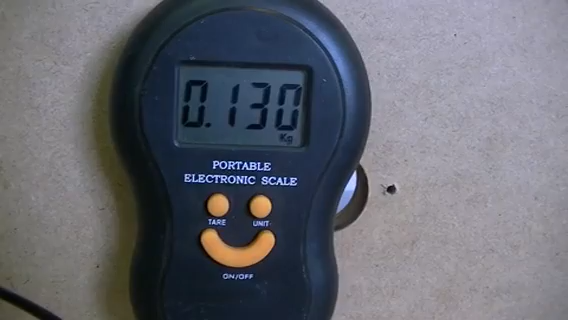 0.130
Kg
PORTABLE
ELECTRONIC SCALE
TARE UNIT
ON/OFF